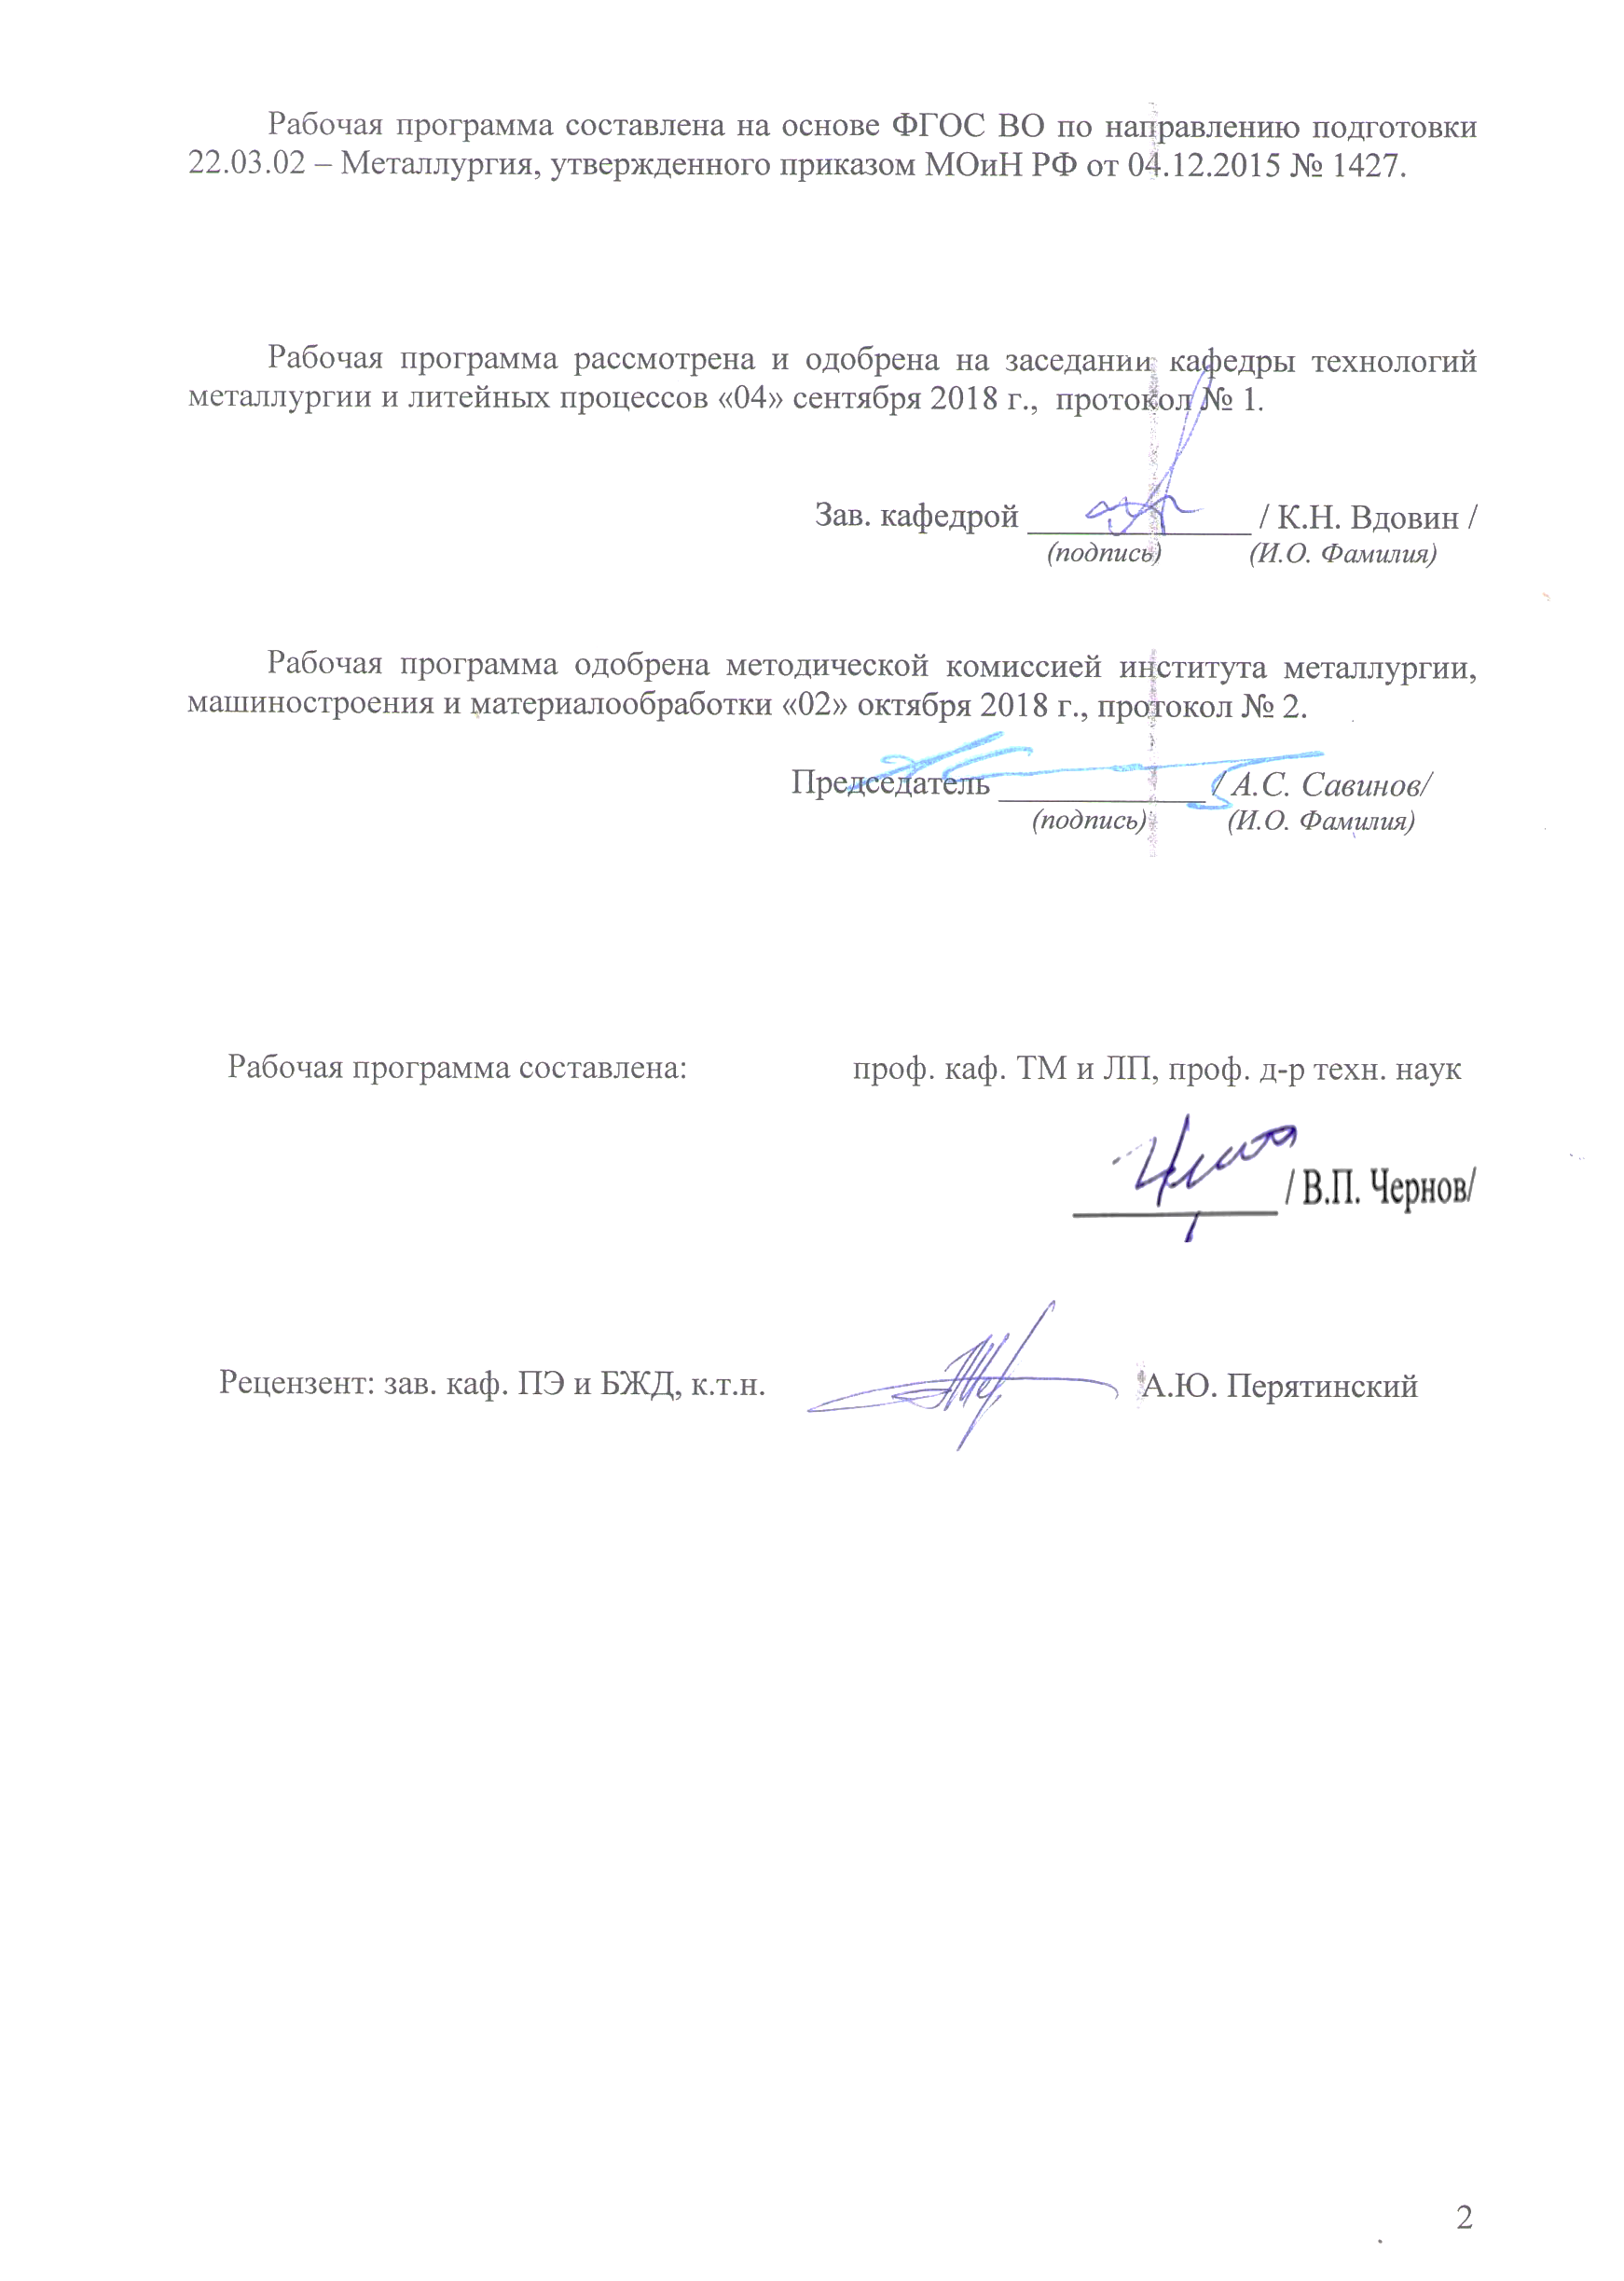 Рабочая программа составлена на основе ФГОС ВО по направлению подготовки
22.03.02 – Металлургия, утвержденного приказом МОиН РФ от 04.12.2015 № 1427.
Рабочая программа рассмотрена и одобрена на заседании кафедры технологий
металлургии и литейных процессов «04» сентября 2018 г., протокол № 1.
Зав. кафедрой ____________ / К.Н. Вдовин /
(подпись) (И.О. Фамилия)
Рабочая программа одобрена методической комиссией института металлургии,
машиностроения и материалообработки «02» октября 2018 г., протокол № 2.
Председатель ____________ / А.С. Савинов/
(подпись) (И.О. Фамилия)
Рабочая программа составлена: проф. каф. ТМ и ЛП, проф. д-р техн. наук
____________ / В.П. Чернов/
Рецензент: зав. каф. ПЭ и БЖД, к.т.н. А.Ю. Перятинский
2